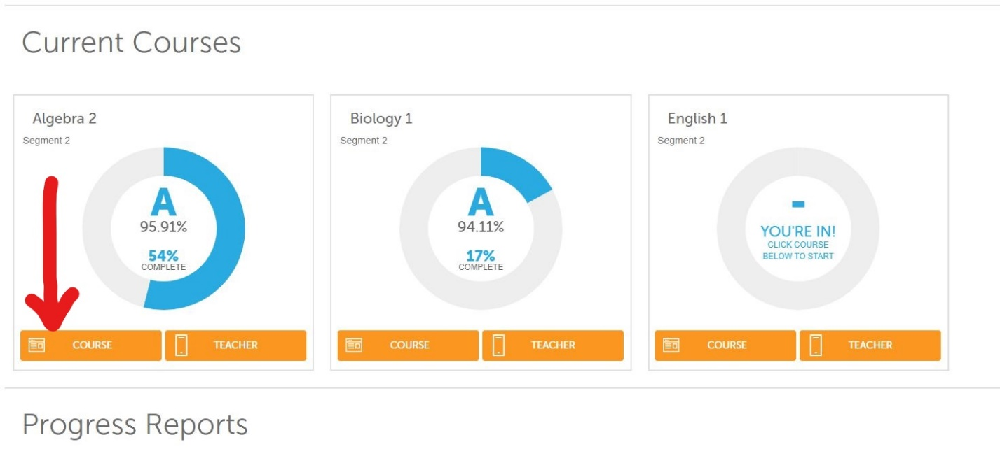 Current Courses
Algebra 2
Segment 2
A
95.91%
54%
COMPLETE
COURSE
TEACHER
Biology 1
Segment 2
A
94.11%
17%
COMPLETE
COURSE
TEACHER
English 1
Segment 2
-
YOU'RE IN!
CLICK COURSE
BELOW TO START
COURSE
TEACHER
Progress Reports